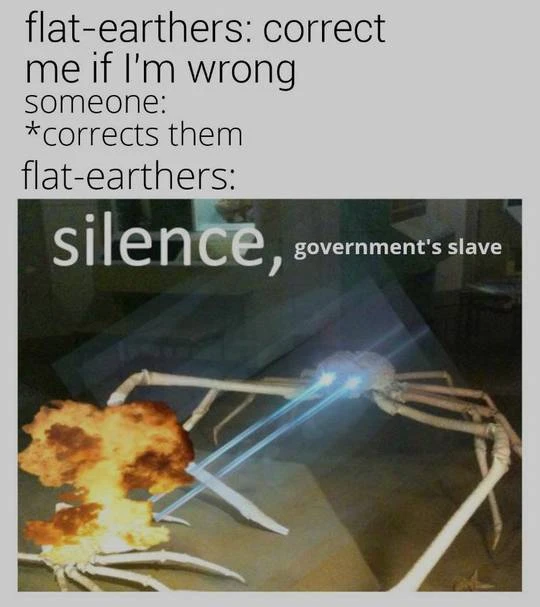 flat-earthers: correct
me if I'm wrong
someone:
*corrects them
flat-earthers:
silence, government's slave